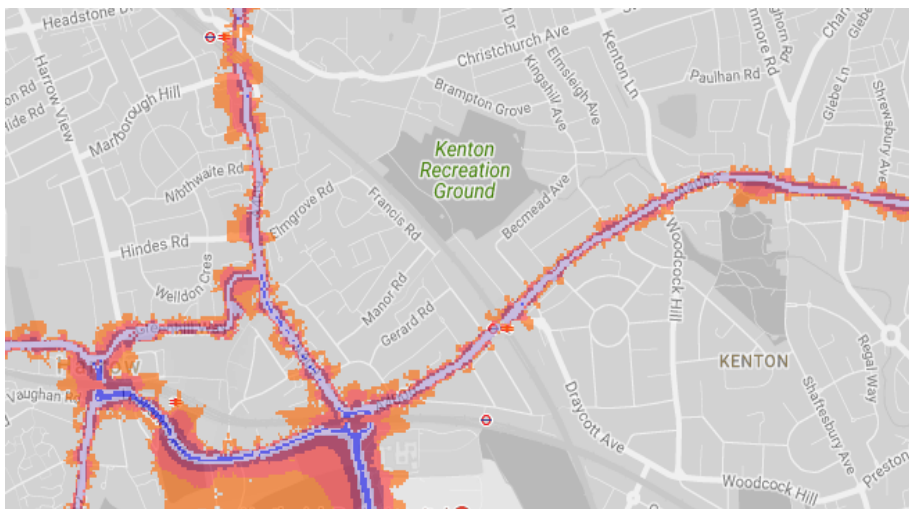 Headstone Dr
Christchurch Ave
Kenton Ln
Harrow View
Kingshill Ave
Elmsleigh Ave
Paulhan Rd
Glebe Ln
Shrewsbury Ave
Marlborough Hill
Brampton Grove
Kenton
Recreation
Ground
Nibthwaite Rd
Elmgrove Rd
Francis Rd
Becmead Ave
Hindes Rd
Welldon Cres
Manor Rd
Gerard Rd
Woodcock Hill
KENTON
Regal Way
Vaughan Rd
Draycott Ave
Shaftesbury Ave
Preston
Woodcock Hill